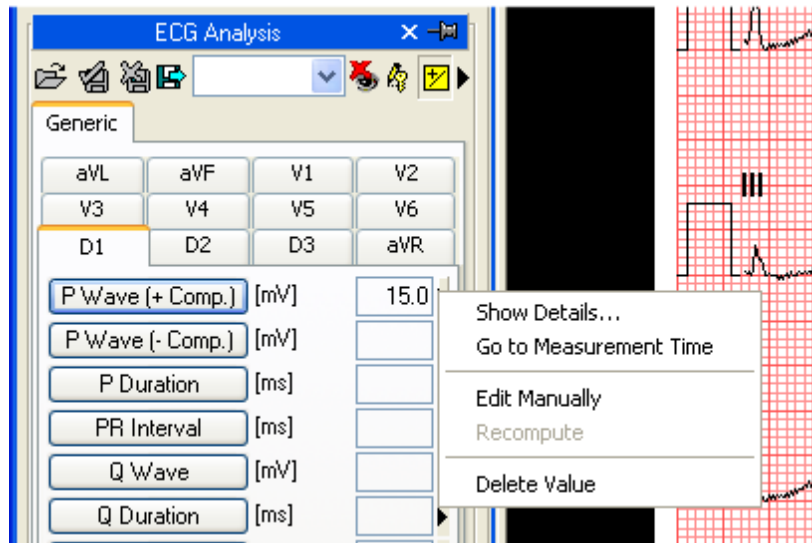 ECG Analysis
Generic
aVL aVF V1 V2
V3 V4 V5 V6
D1 D2 D3 aVR
P Wave (+ Comp.) [mV] 15.0
P Wave (- Comp.) [mV]
P Duration [ms]
PR Interval [ms]
Q Wave [mV]
Q Duration [ms]
Show Details...
Go to Measurement Time
Edit Manually
Recompute
Delete Value
III